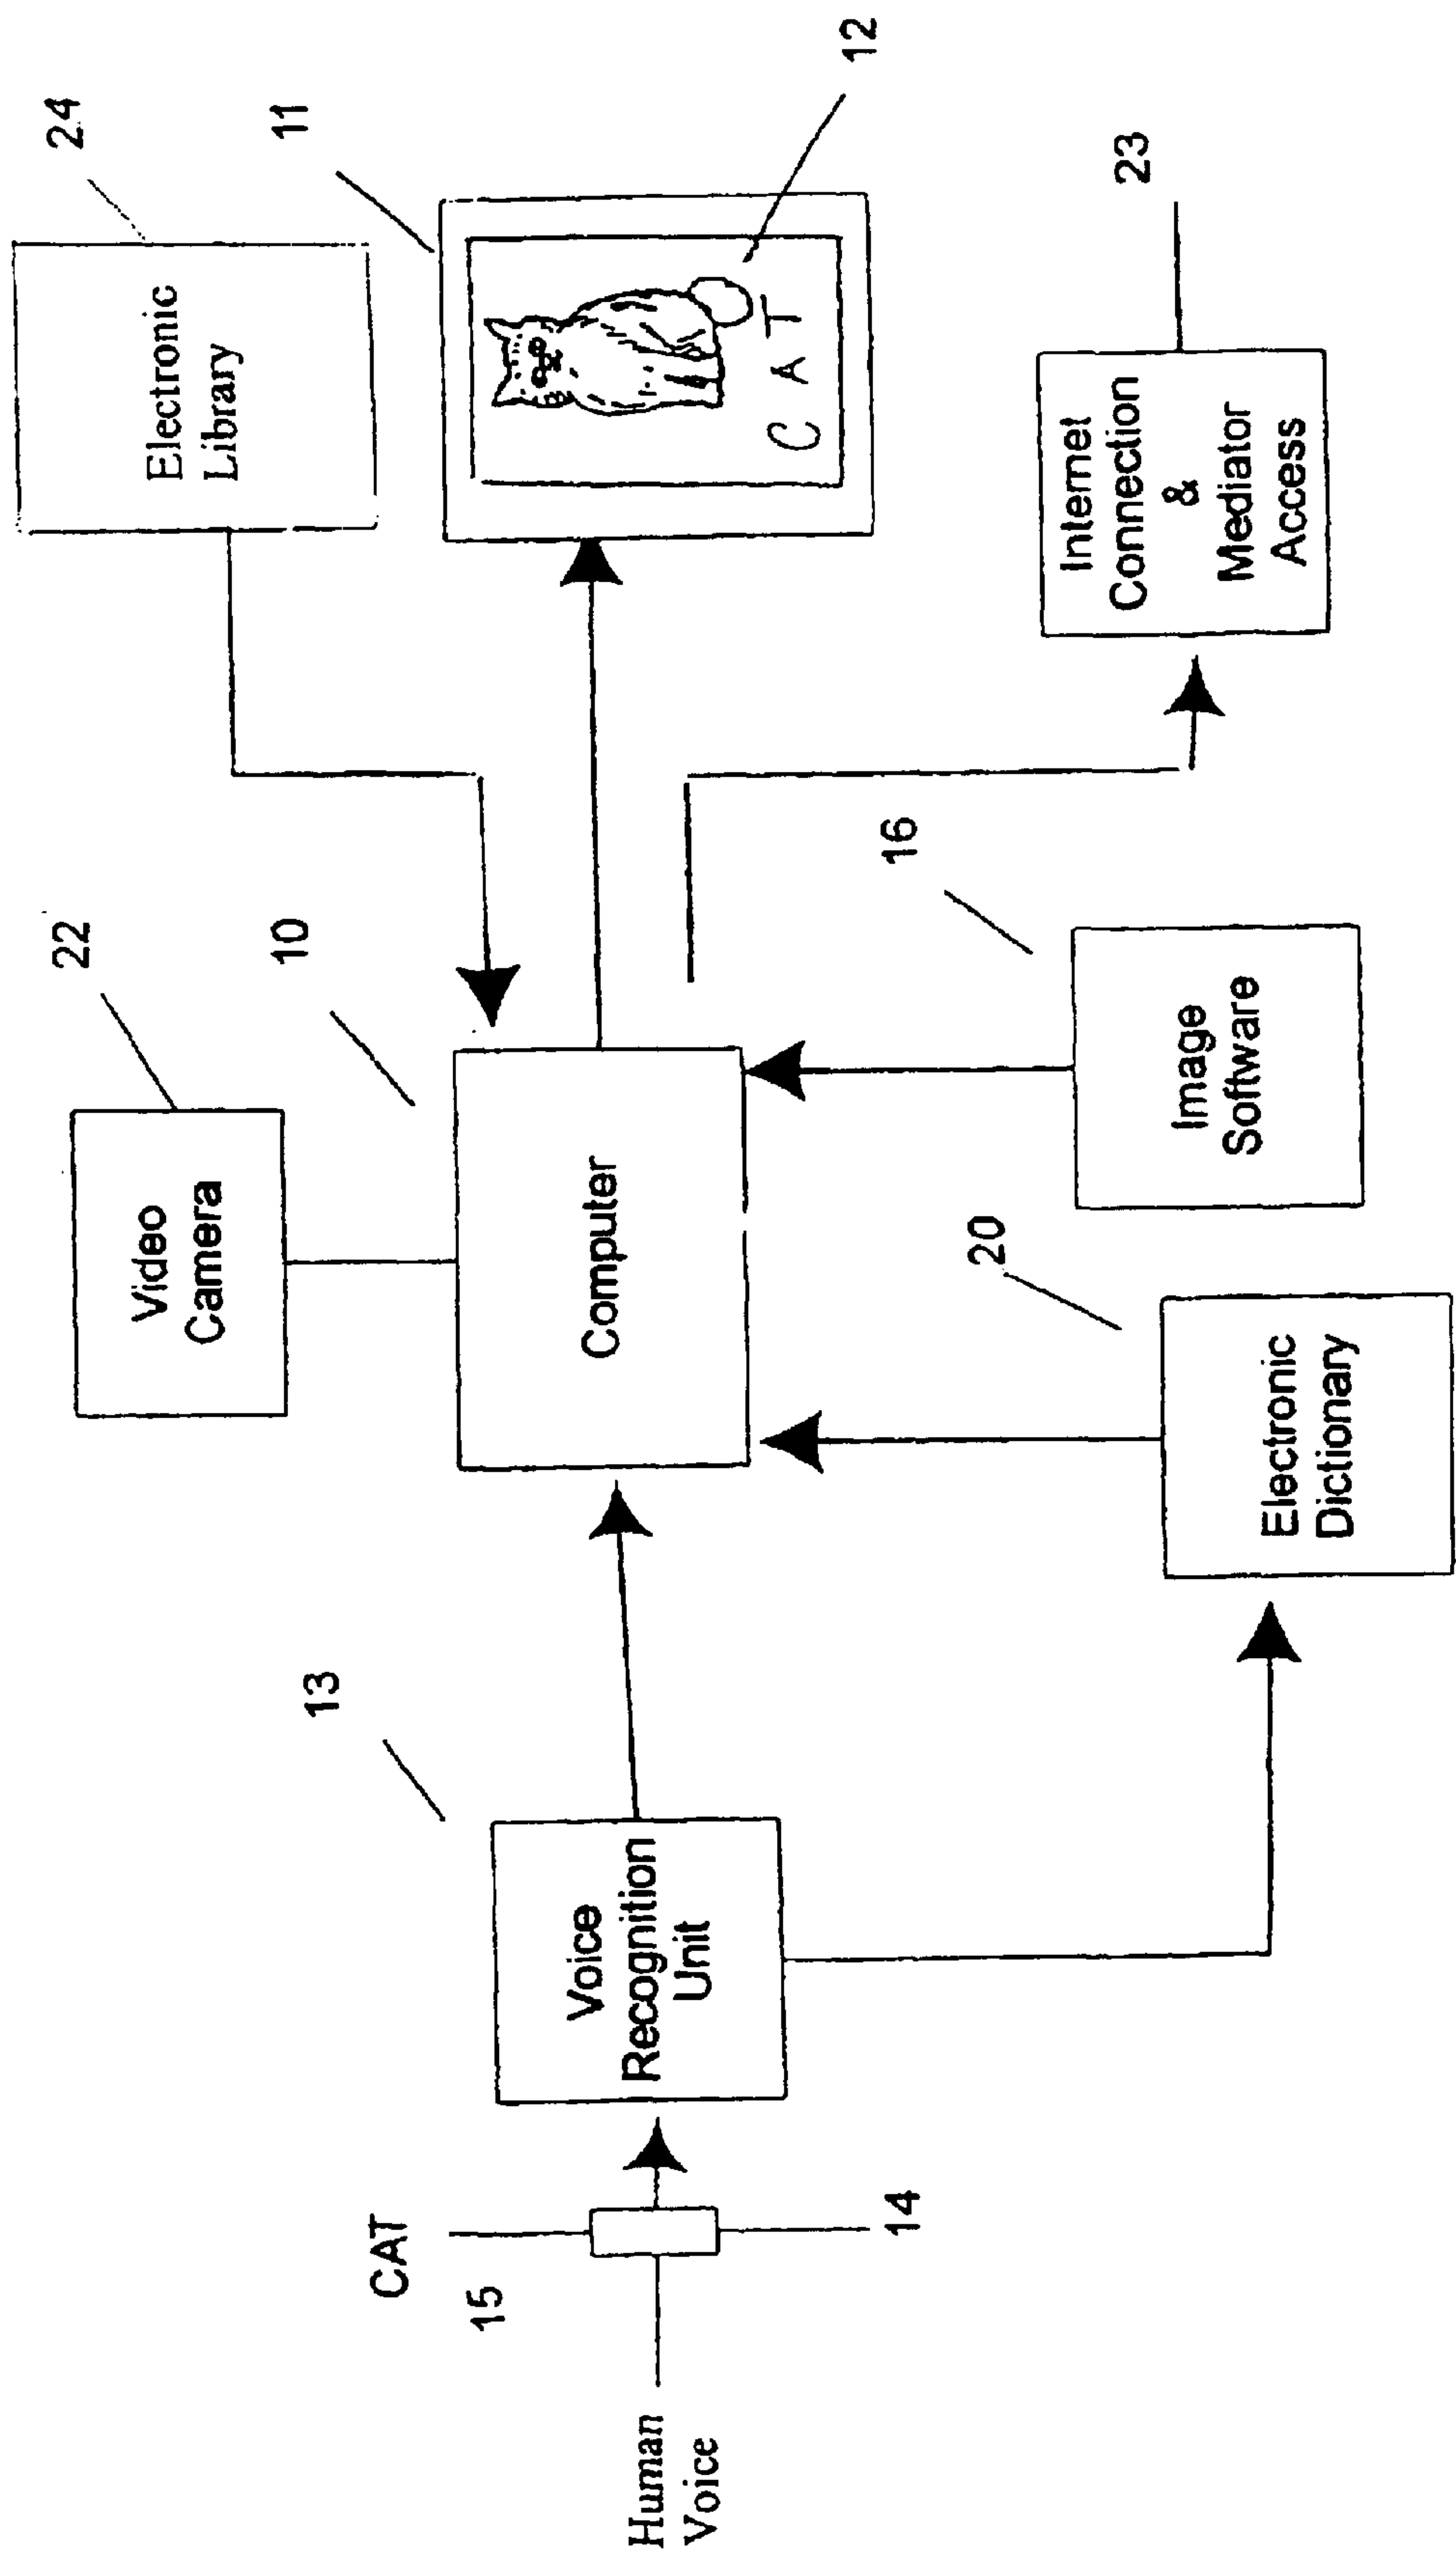 24
Electronic
Library
11
12
C A T
22
Video
Camera
10
Computer
23
Internet
Connection
&
Mediator
Access
16
Image
Software
20
Electronic
Dictionary
13
Voice
Recognition
Unit
CAT
15
14
Human
Voice